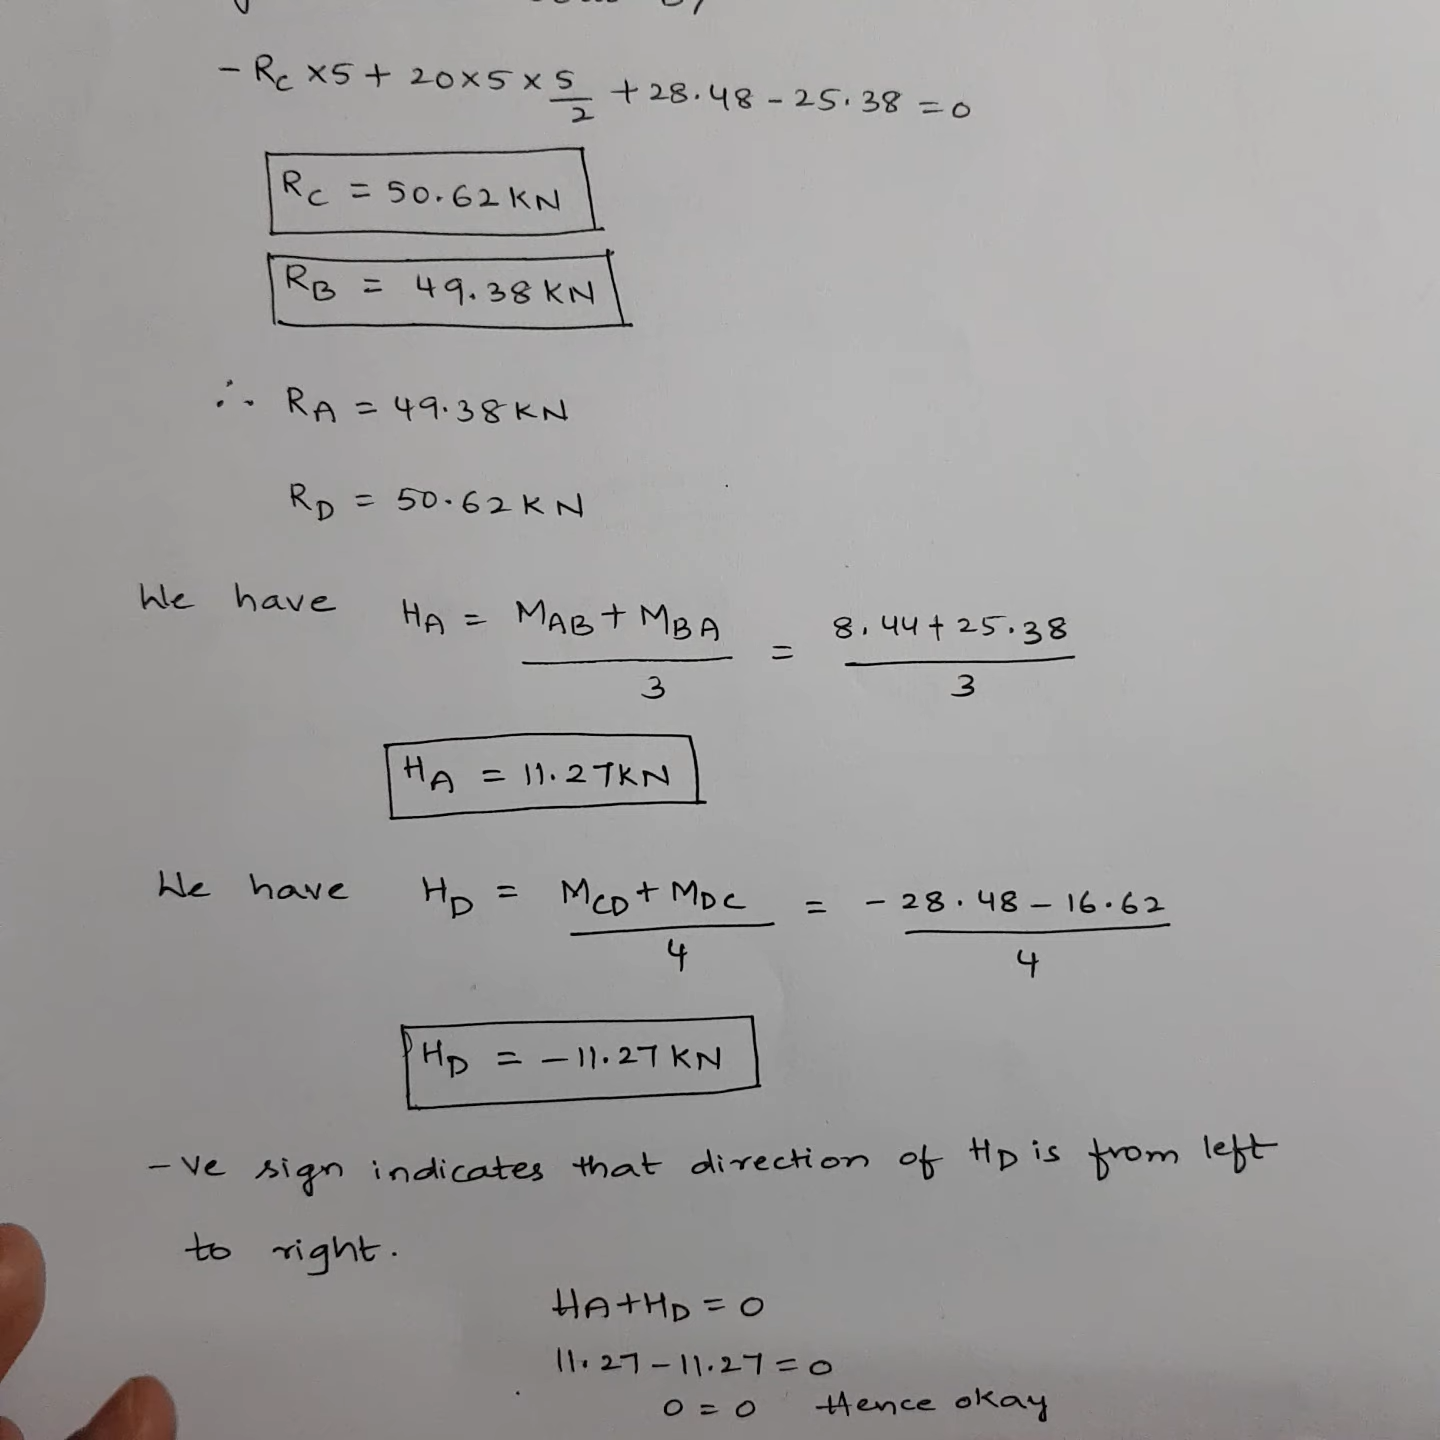 - Rc ×5 + 20×5 × 5/2 + 28.48 - 25.38 = 0
Rc = 50.62 KN
RB = 49.38 KN
∴ RA = 49.38 KN
RD = 50.62 KN
We have HA = MAB + MBA / 3 = 8.44 + 25.38 / 3
HA = 11.27 KN
We have HD = MCD + MDC / 4 = - 28.48 - 16.62 / 4
HD = - 11.27 KN
- ve sign indicates that direction of HD is from left
to right.
HA + HD = 0
11.27 - 11.27 = 0
0 = 0 Hence okay